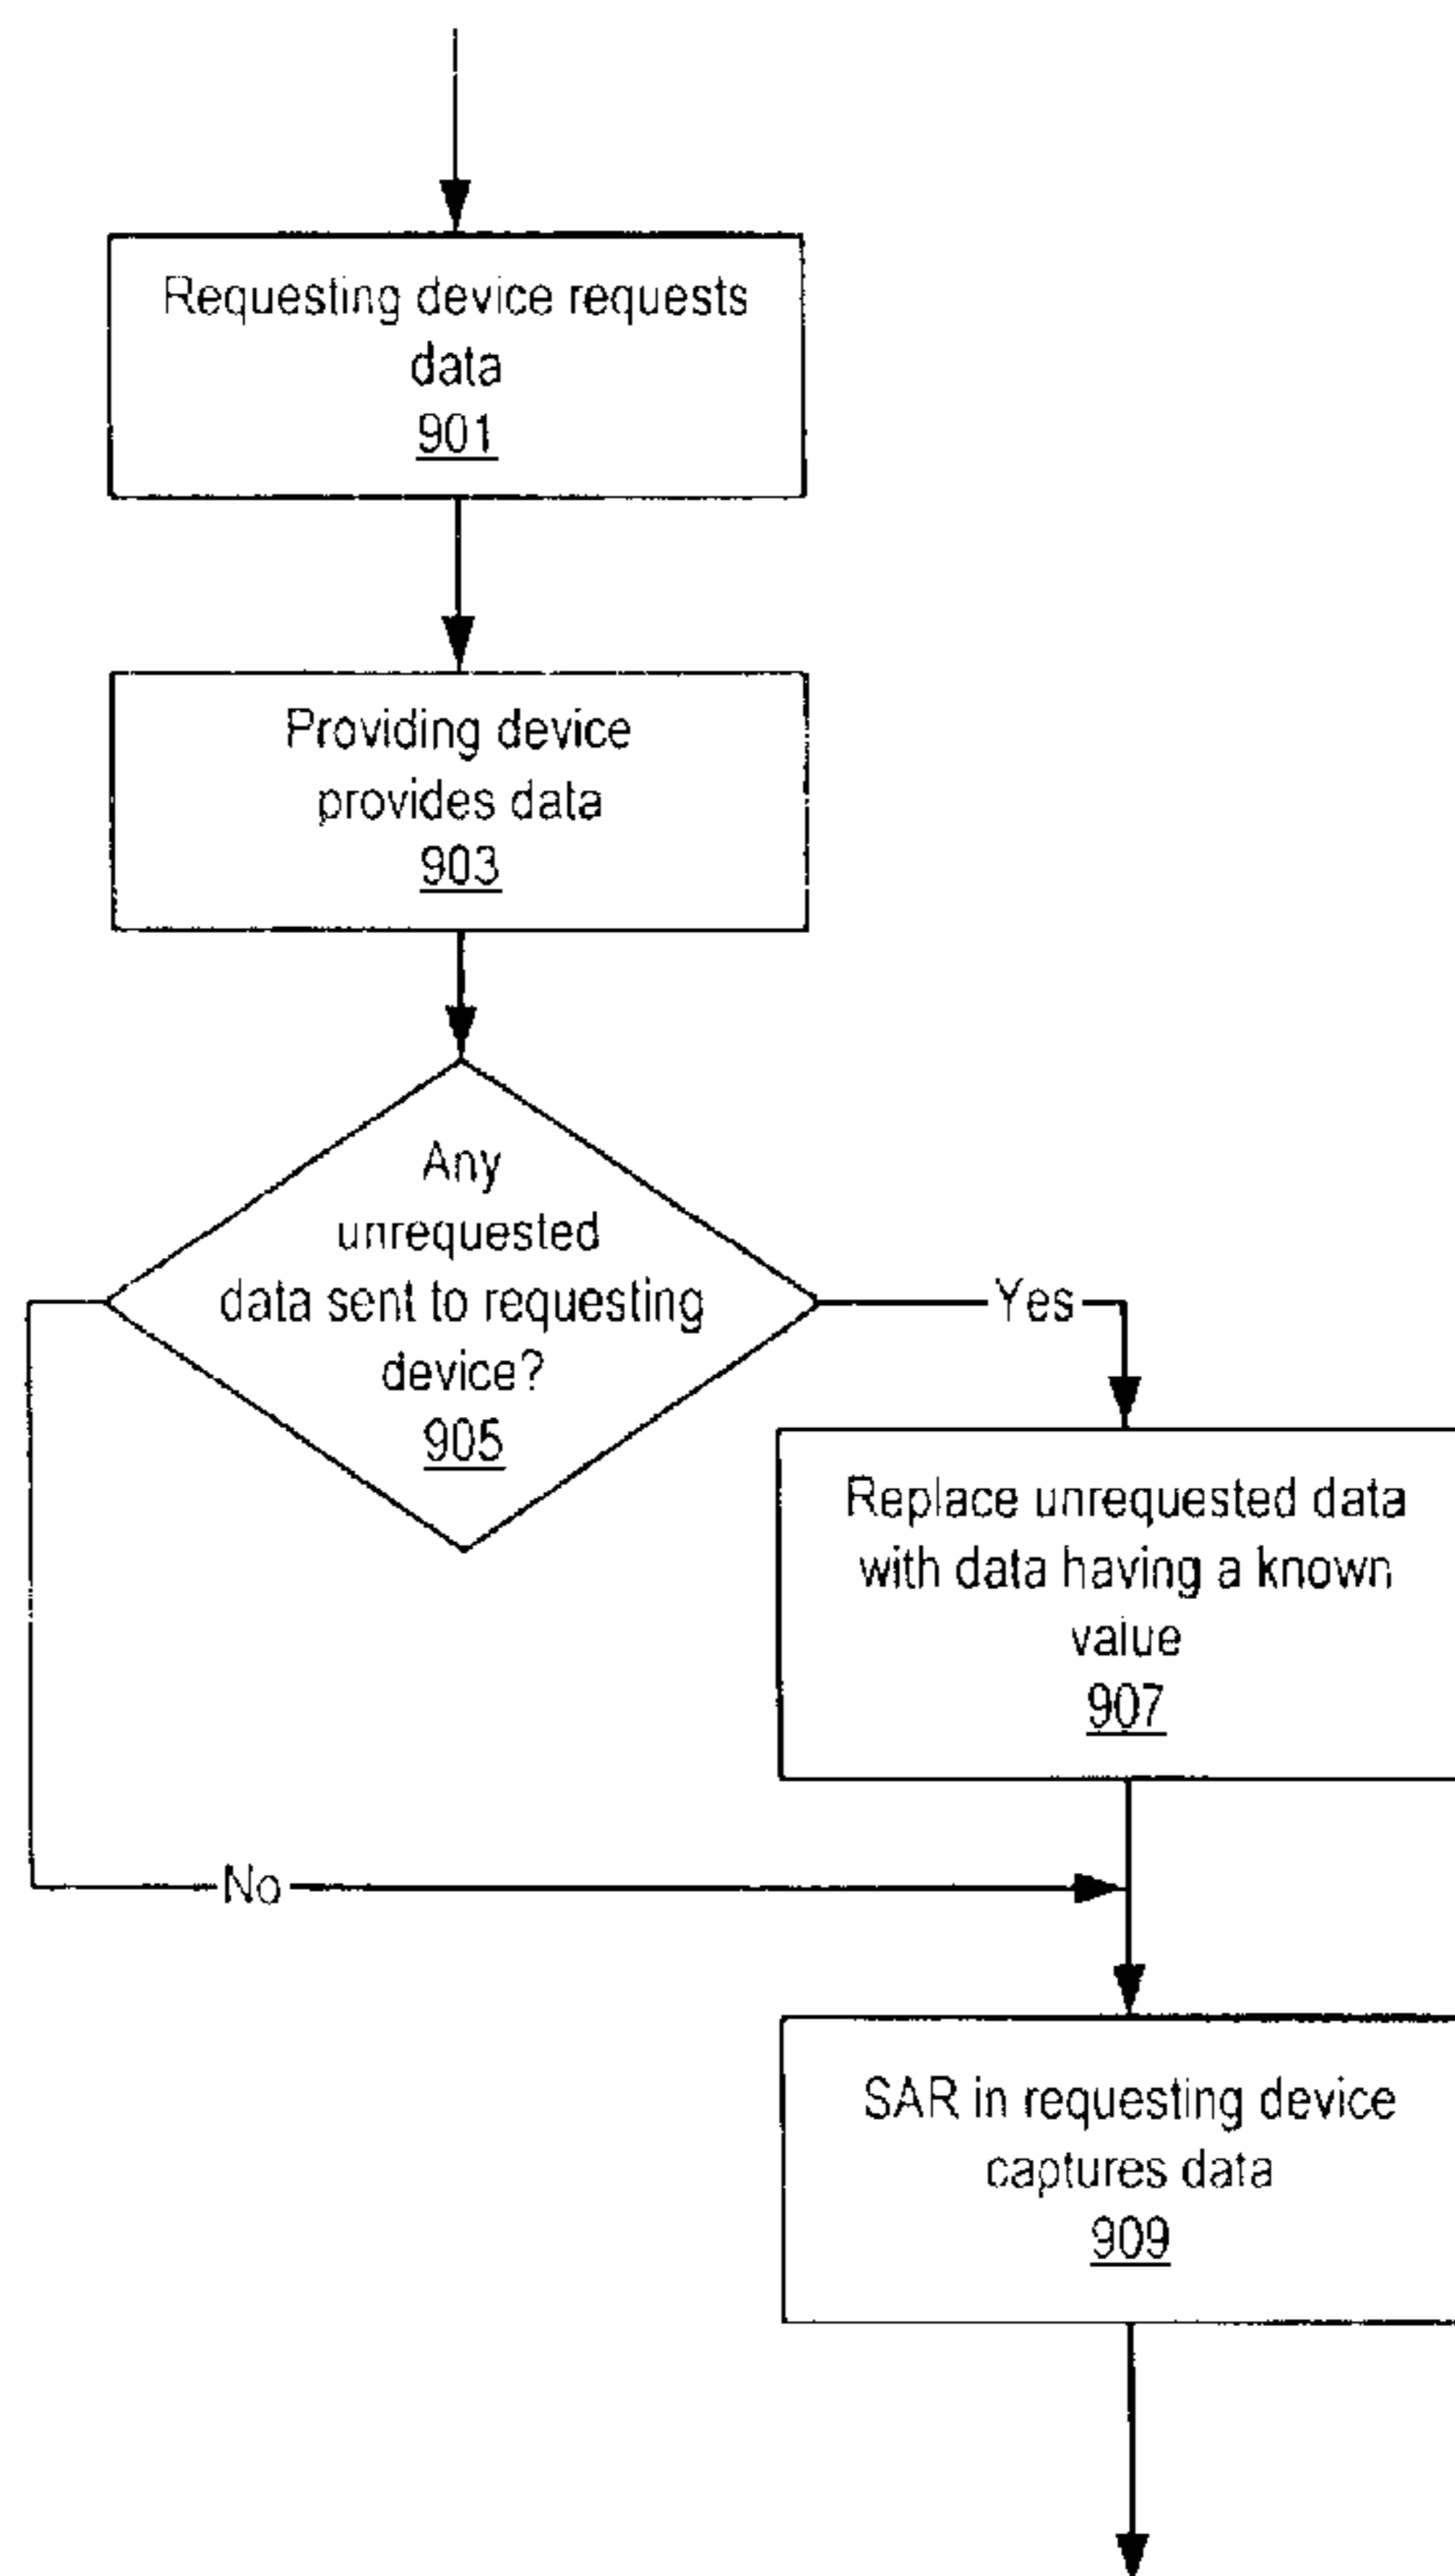 Requesting device requests
data
901
Providing device
provides data
903
Any
unrequested
data sent to requesting
device?
905
Yes
Replace unrequested data
with data having a known
value
907
No
SAR in requesting device
captures data
909